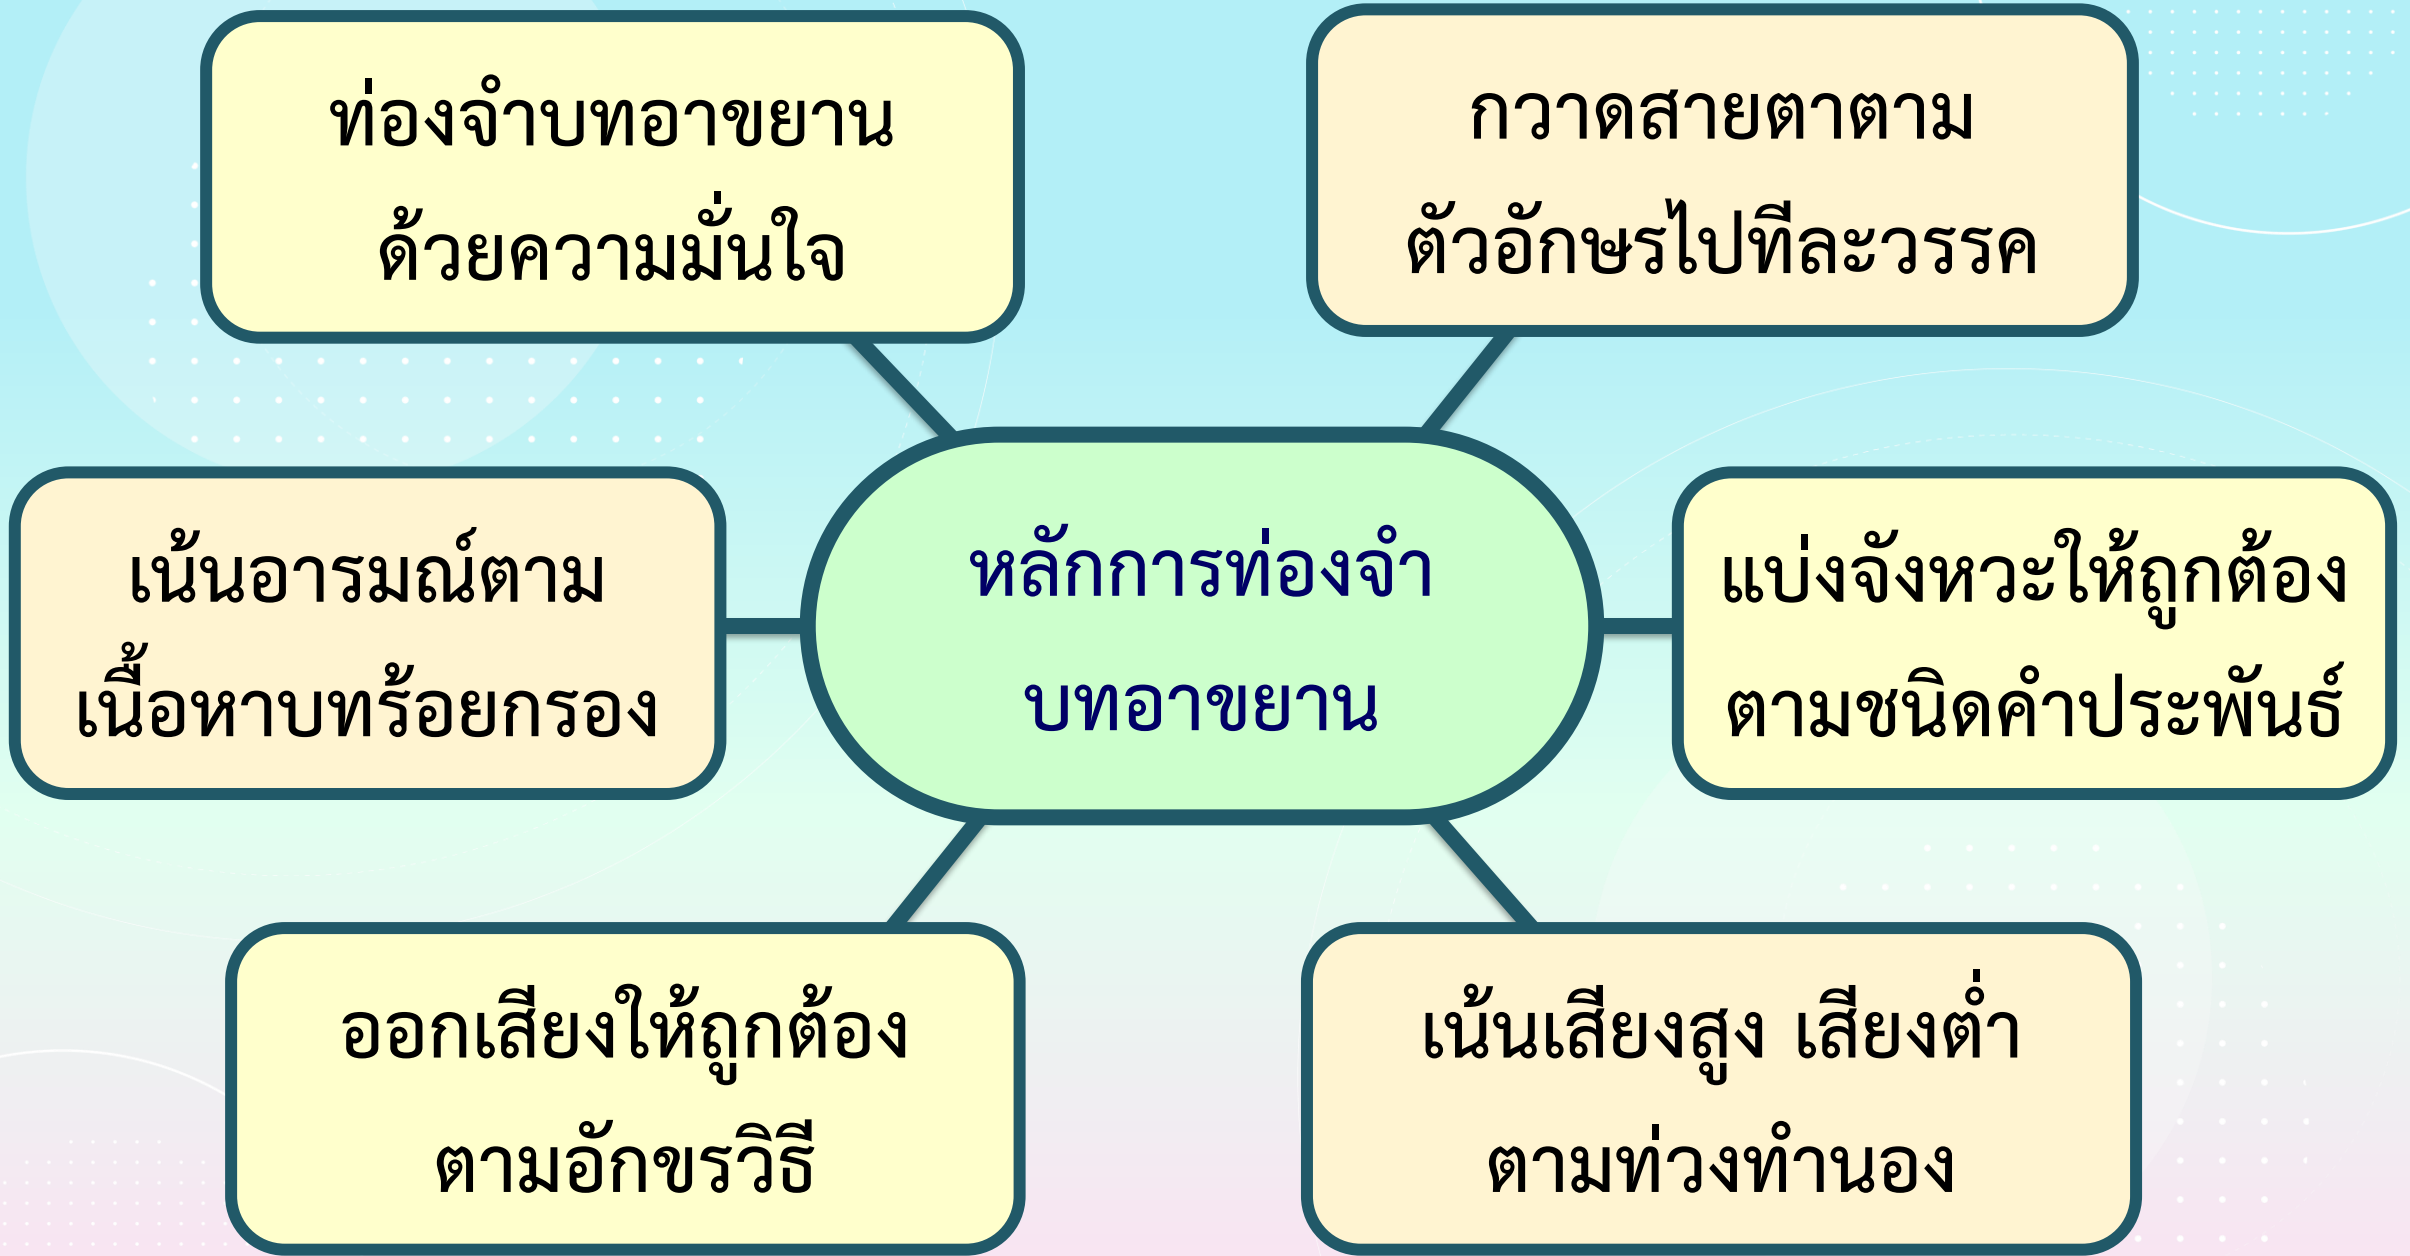 ท่องจำบทอาขยาน
ด้วยความมั่นใจ
กวาดสายตาตาม
ตัวอักษรไปทีละวรรค
เน้นอารมณ์ตาม
เนื้อหาบทร้อยกรอง
หลักการท่องจำ
บทอาขยาน
แบ่งจังหวะให้ถูกต้อง
ตามชนิดคำประพันธ์
ออกเสียงให้ถูกต้อง
ตามอักขรวิธี
เน้นเสียงสูง เสียงต่ำ
ตามท่วงทำนอง